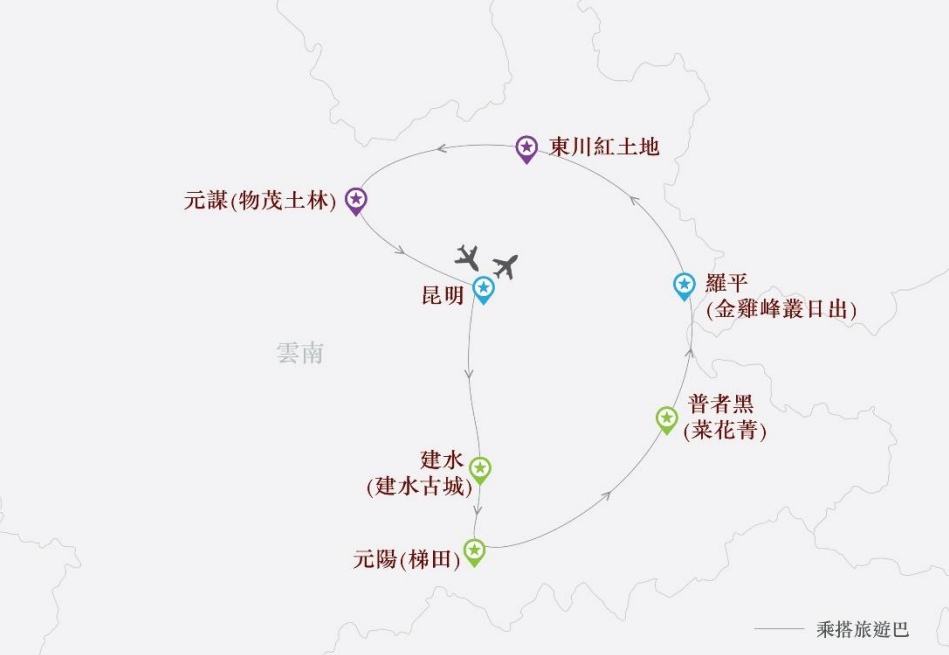 東川紅土地
元謀(物茂土林)
昆明
羅平
(金雞峰叢日出)
雲南
普者黑
(菜花菁)
建水
(建水古城)
元陽(梯田)
乘搭旅遊巴